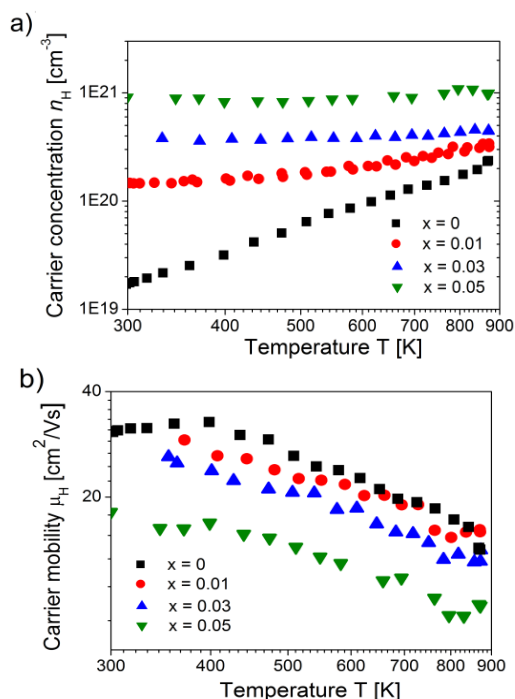 a)
Carrier concentration n_H [cm⁻³]
1E21
1E20
1E19
x = 0
x = 0.01
x = 0.03
x = 0.05
300 400 500 600 700 800 900
Temperature T [K]
b)
Carrier mobility μ_H [cm²/Vs]
40
20
x = 0
x = 0.01
x = 0.03
x = 0.05
300 400 500 600 700 800 900
Temperature T [K]